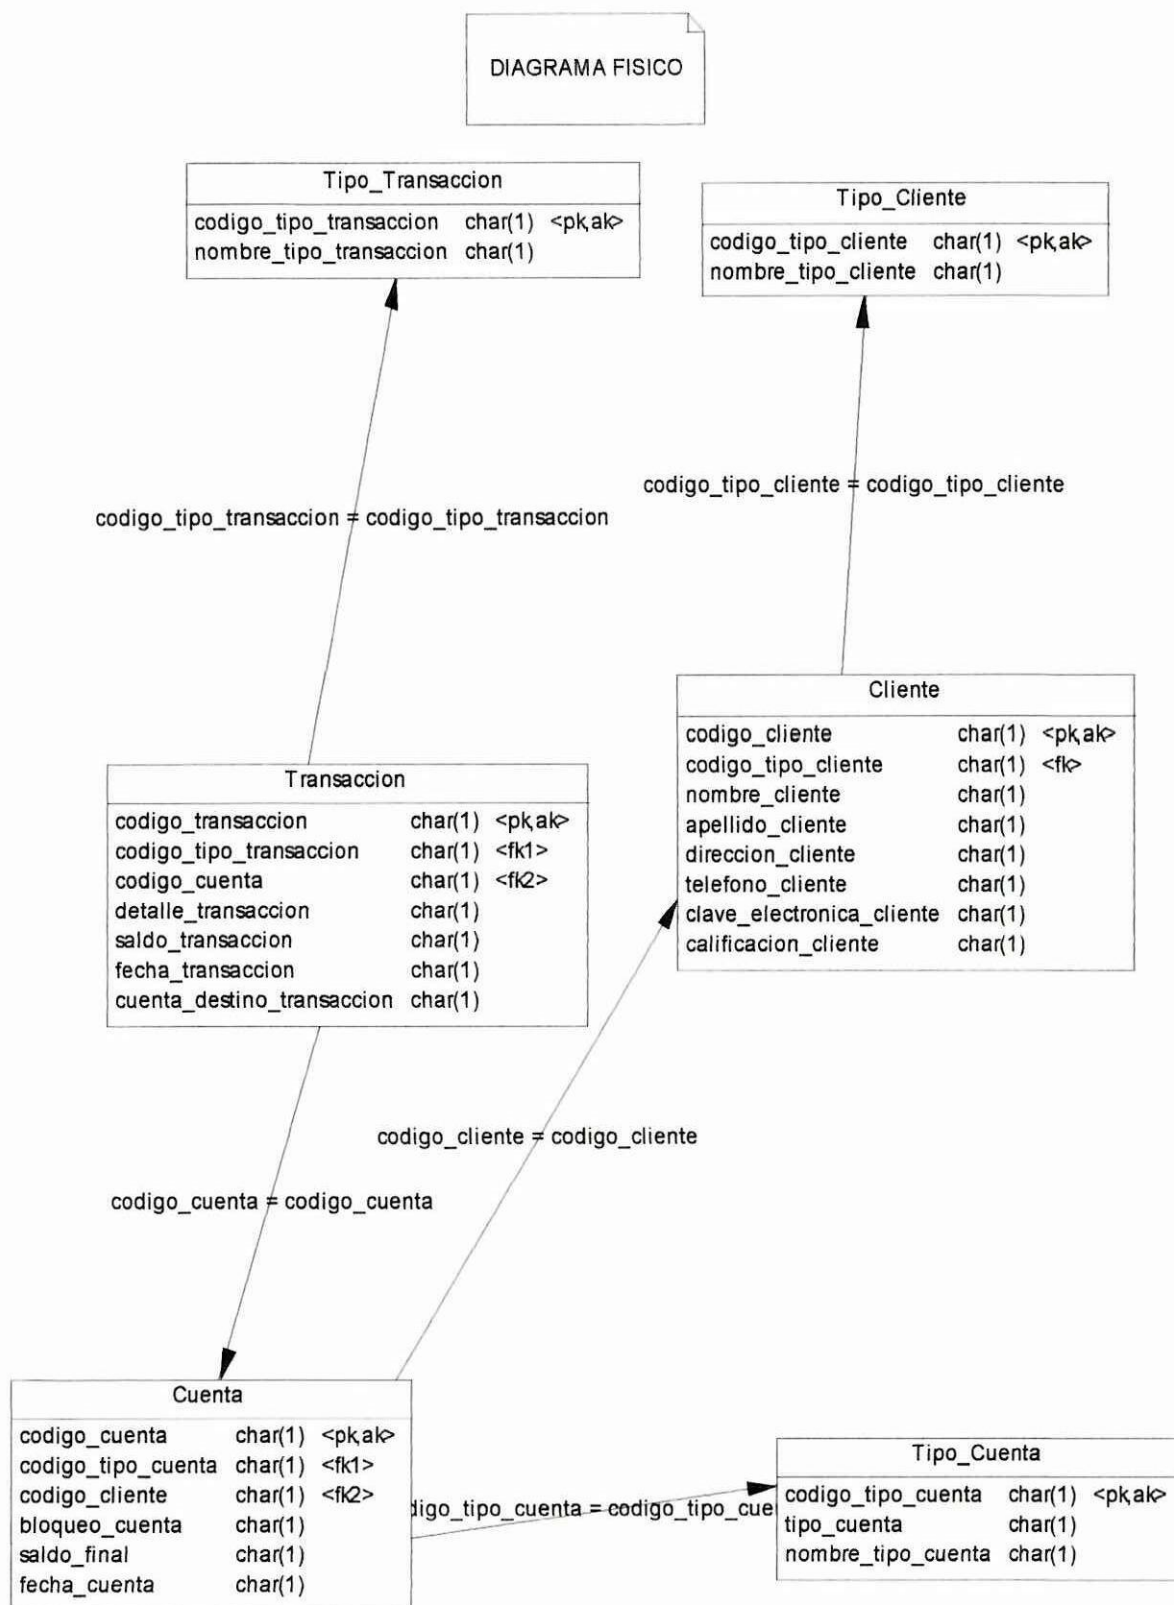 DIAGRAMA FISICO
Tipo_Transaccion
codigo_tipo_transaccion char(1) <pk,ak>
nombre_tipo_transaccion char(1)
Tipo_Cliente
codigo_tipo_cliente char(1) <pk,ak>
nombre_tipo_cliente char(1)
codigo_tipo_cliente = codigo_tipo_cliente
codigo_tipo_transaccion = codigo_tipo_transaccion
Cliente
codigo_cliente char(1) <pk,ak>
codigo_tipo_cliente char(1) <fk>
nombre_cliente char(1)
apellido_cliente char(1)
direccion_cliente char(1)
telefono_cliente char(1)
clave_electronica_cliente char(1)
calificacion_cliente char(1)
Transaccion
codigo_transaccion char(1) <pk,ak>
codigo_tipo_transaccion char(1) <fk1>
codigo_cuenta char(1) <fk2>
detalle_transaccion char(1)
saldo_transaccion char(1)
fecha_transaccion char(1)
cuenta_destino_transaccion char(1)
codigo_cliente = codigo_cliente
codigo_cuenta = codigo_cuenta
Cuenta
codigo_cuenta char(1) <pk,ak>
codigo_tipo_cuenta char(1) <fk1>
codigo_cliente char(1) <fk2>
bloqueo_cuenta char(1)
saldo_final char(1)
fecha_cuenta char(1)
digo_tipo_cuenta = codigo_tipo_cuen
Tipo_Cuenta
codigo_tipo_cuenta char(1) <pk,ak>
tipo_cuenta char(1)
nombre_tipo_cuenta char(1)